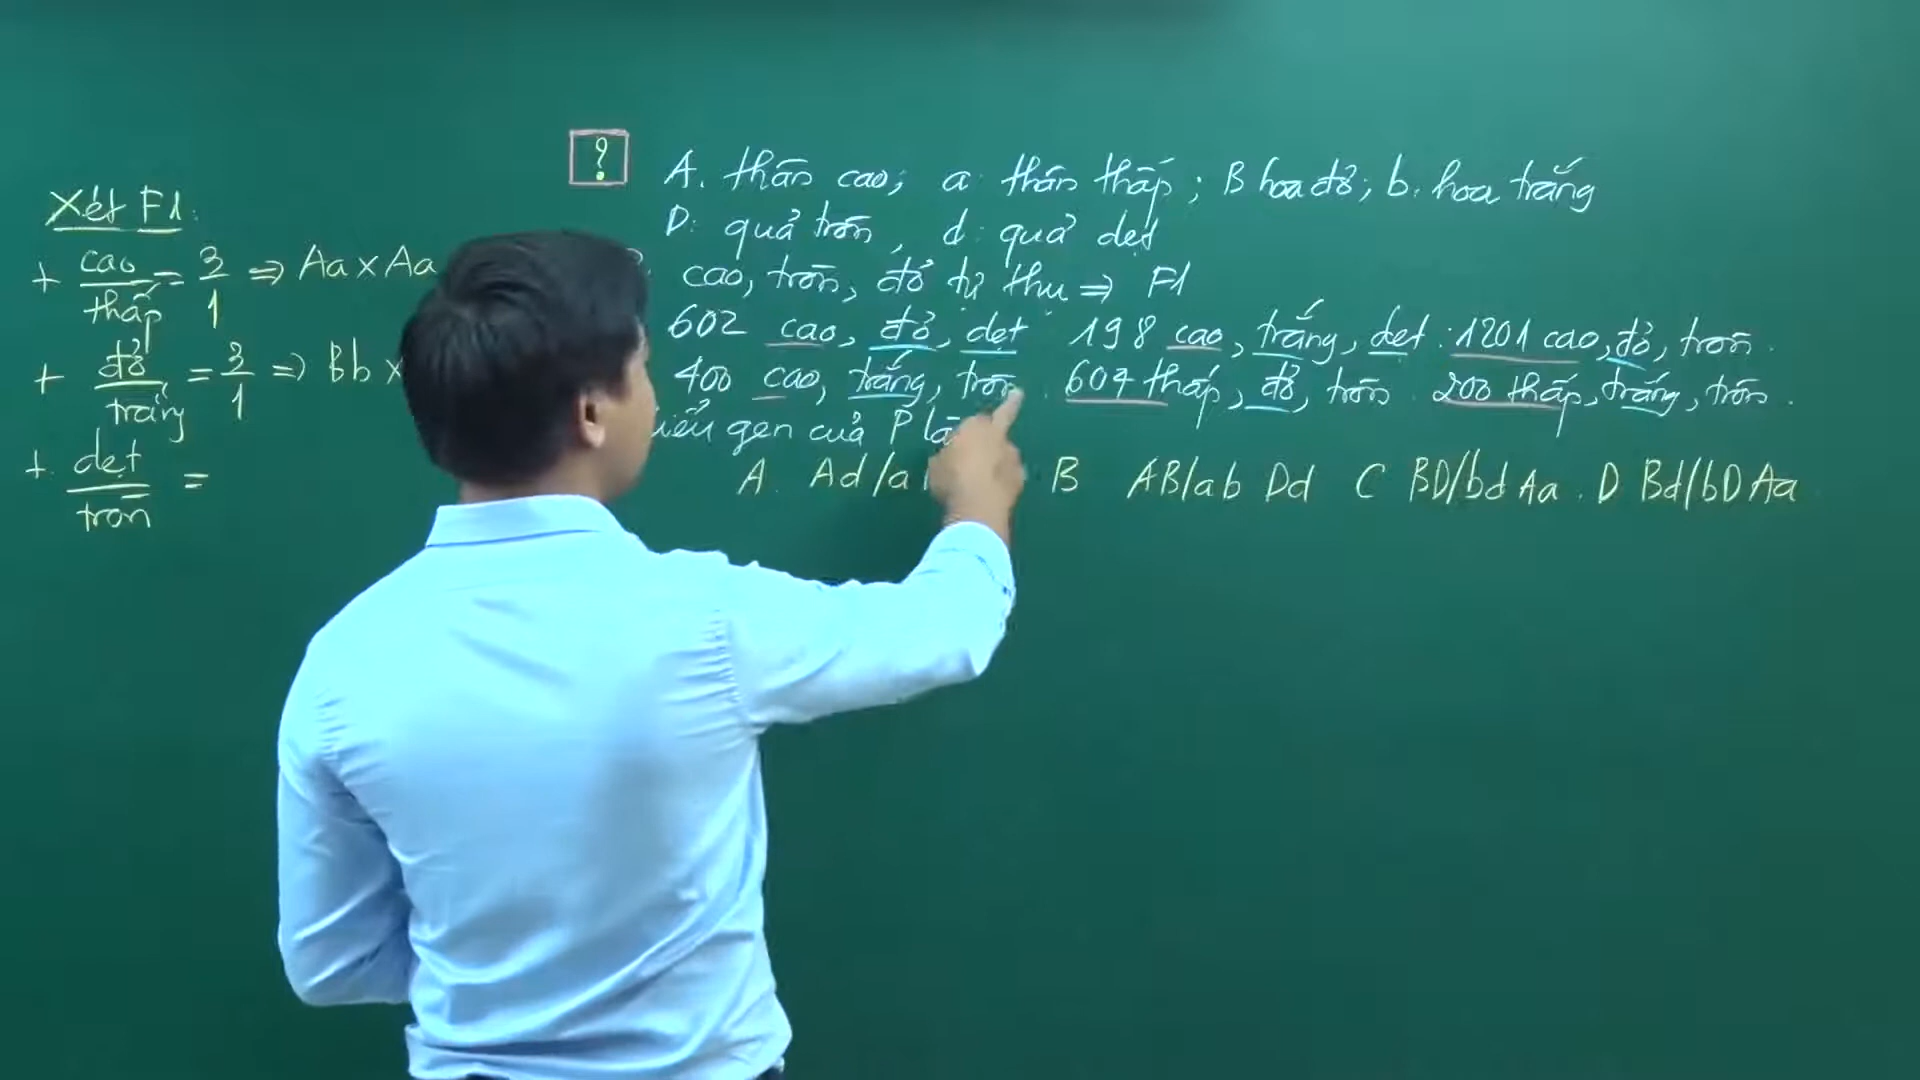 Xét F1:
+ cao/thấp = 3/1 => Aa x Aa
+ đỏ/trắng = 3/1 => Bb x
+ dẹt/tròn =
?
A. thân cao; a: thân thấp; B hoa đỏ; b: hoa trắng
D: quả tròn, d: quả dẹt
cao, tròn, đỏ tự thụ => F1
602 cao, đỏ, dẹt. 198 cao, trắng, dẹt. 1201 cao, đỏ, tròn.
400 cao, trắng, tròn. 604 thấp, đỏ, tròn. 200 thấp, trắng, tròn.
gen của P là
A. Ad/a B AB/ab Dd C BD/bd Aa. D Bd/bD Aa